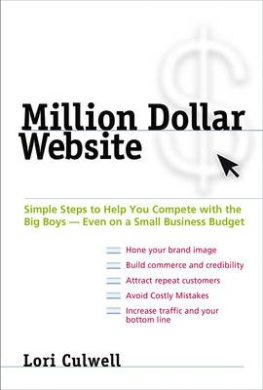 Million Dollar
Website
Simple Steps to Help You Compete with the
Big Boys — Even on a Small Business Budget
Hone your brand image
Build commerce and credibility
Attract repeat customers
Avoid Costly Mistakes
Increase traffic and your
bottom line
Lori Culwell